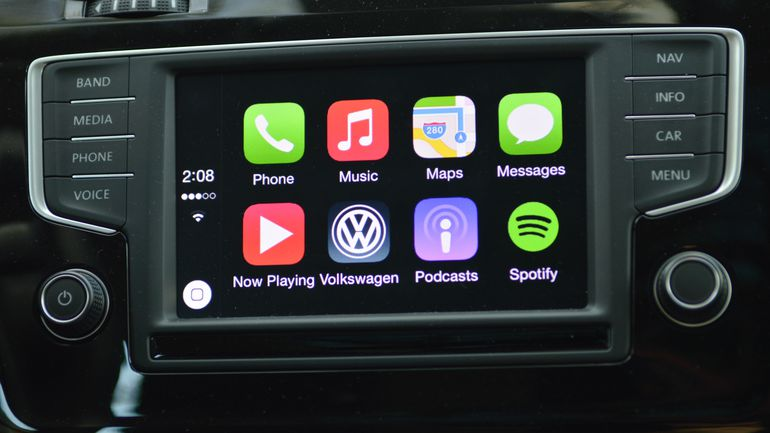 BAND
MEDIA
PHONE
VOICE
2:08
Phone
Music
280
Maps
Messages
Now Playing
Volkswagen
Podcasts
Spotify
NAV
INFO
CAR
MENU